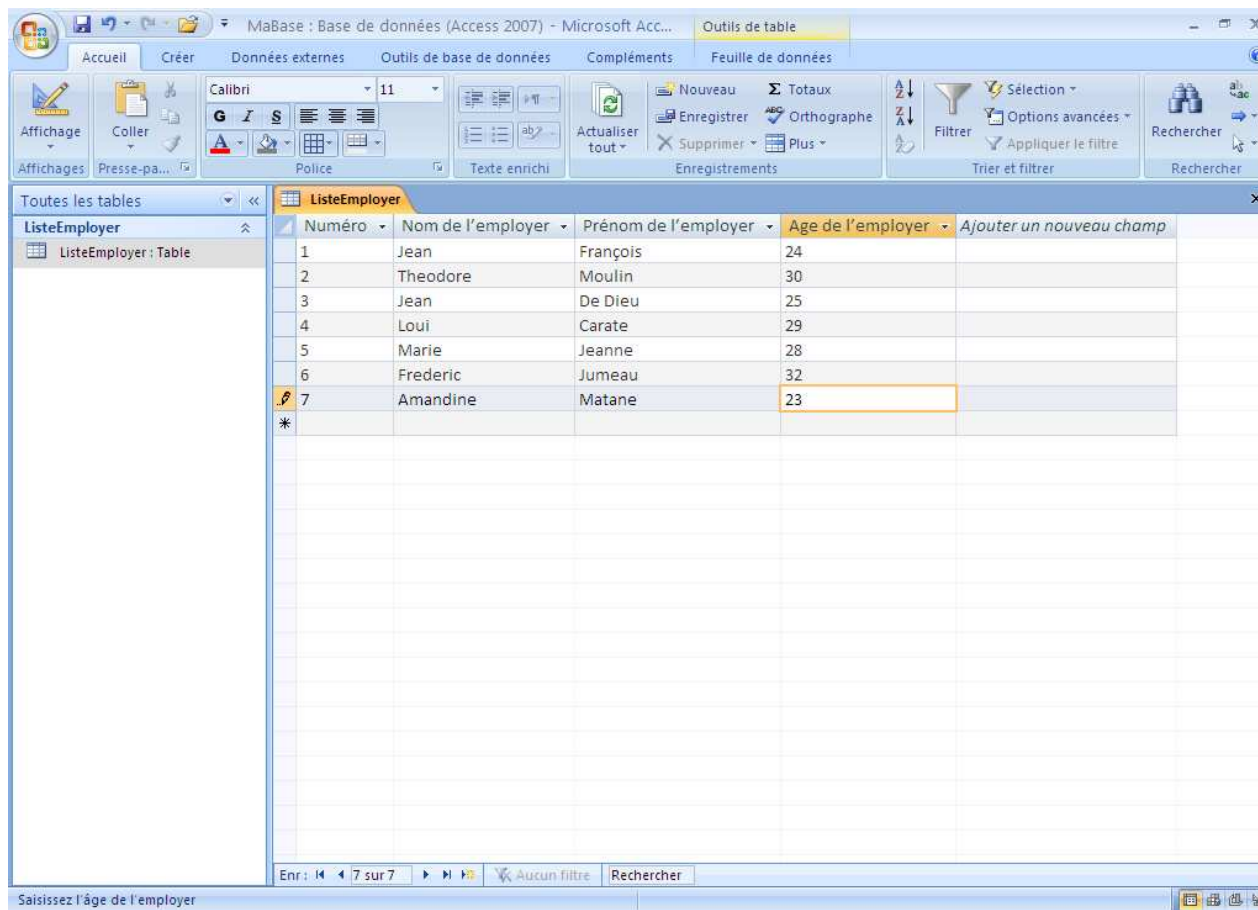 MaBase : Base de données (Access 2007) - Microsoft Acc... Outils de table
Accueil Créer Données externes Outils de base de données Compléments Feuille de données
Affichage
Coller
Calibri 11
G I S
Actualiser tout
Nouveau
Enregistrer
Supprimer
Σ Totaux
Orthographe
Plus
Filtrer
Sélection
Options avancées
Appliquer le filtre
Rechercher
Affichages Presse-pa... Police Texte enrichi Enregistrements Trier et filtrer Rechercher
Toutes les tables
ListeEmployer
ListeEmployer : Table
ListeEmployer
Numéro Nom de l'employer Prénom de l'employer Age de l'employer Ajouter un nouveau champ
1 Jean François 24
2 Theodore Moulin 30
3 Jean De Dieu 25
4 Loui Carate 29
5 Marie Jeanne 28
6 Frederic Jumeau 32
7 Amandine Matane 23
Enr : 7 sur 7 Aucun filtre Rechercher
Saisissez l'âge de l'employer